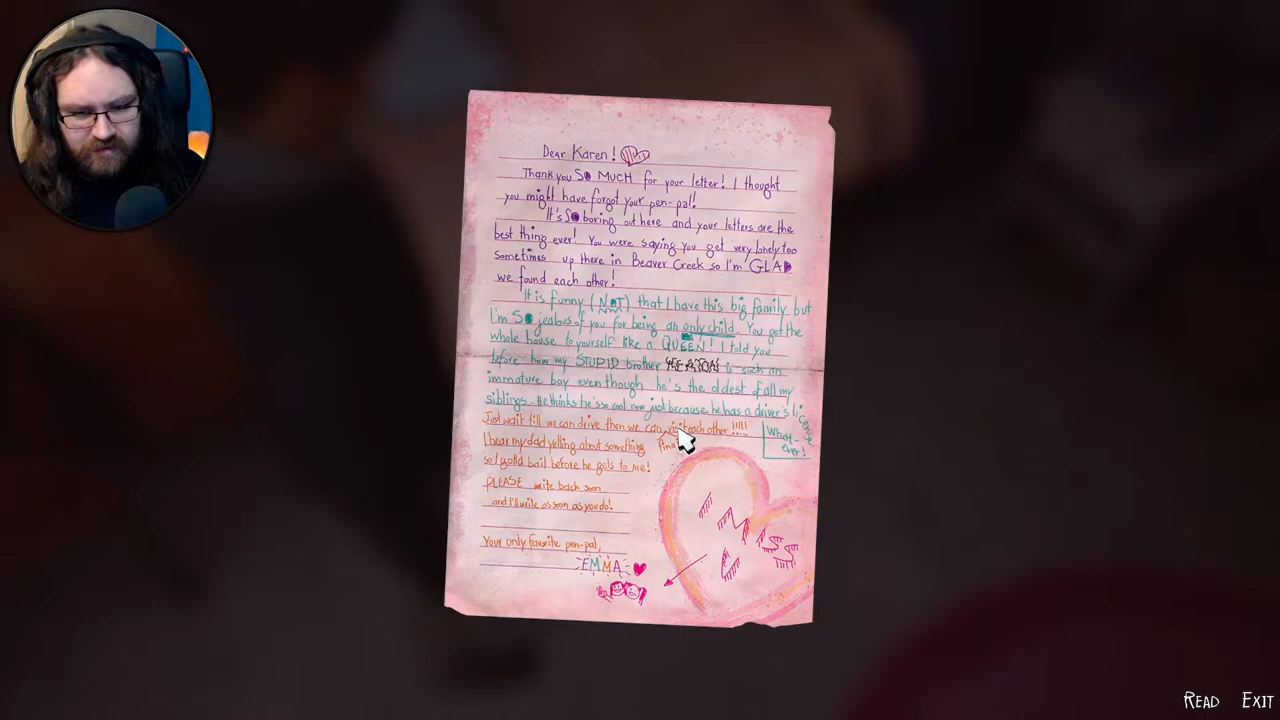 Dear Karen!
Thank you SO MUCH for your letter! I thought
you might have forgot your pen-pal!
It's So boring out here and your letters are the
best thing ever! You were saying you get very lonely too
sometimes up there in Beaver Creek so I'm GLAD
we found each other!
It is funny (NOT) that I have this big family but
I'm So jealous of you for being an only child. You get the
whole house to yourself like a QUEEN! I told you
before how my STUPID brother is such an
immature boy even though he's the oldest of all my
siblings. He thinks he's so cool now just because he has a driver's license
What-
ever!
Just wait till we can drive then we can visit each other !!!!!
I hear my dad yelling about something
so I gotta bail before he gets to me!
PLEASE write back soon
and I'll write as soon as you do!
Your only favorite pen-pal,
EMMA
READ EXIT